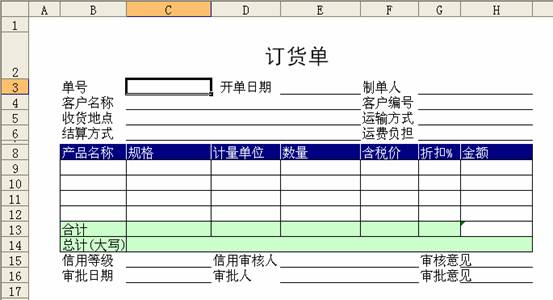 A B C D E F G H
1
2 订货单
3 单号 开单日期 制单人
4 客户名称 客户编号
5 收货地点 运输方式
6 结算方式 运费负担
8 产品名称 规格 计量单位 数量 含税价 折扣% 金额
9
10
11
12
13 合计
14 总计(大写)
15 信用等级 信用审核人 审核意见
16 审批日期 审批人 审批意见
17